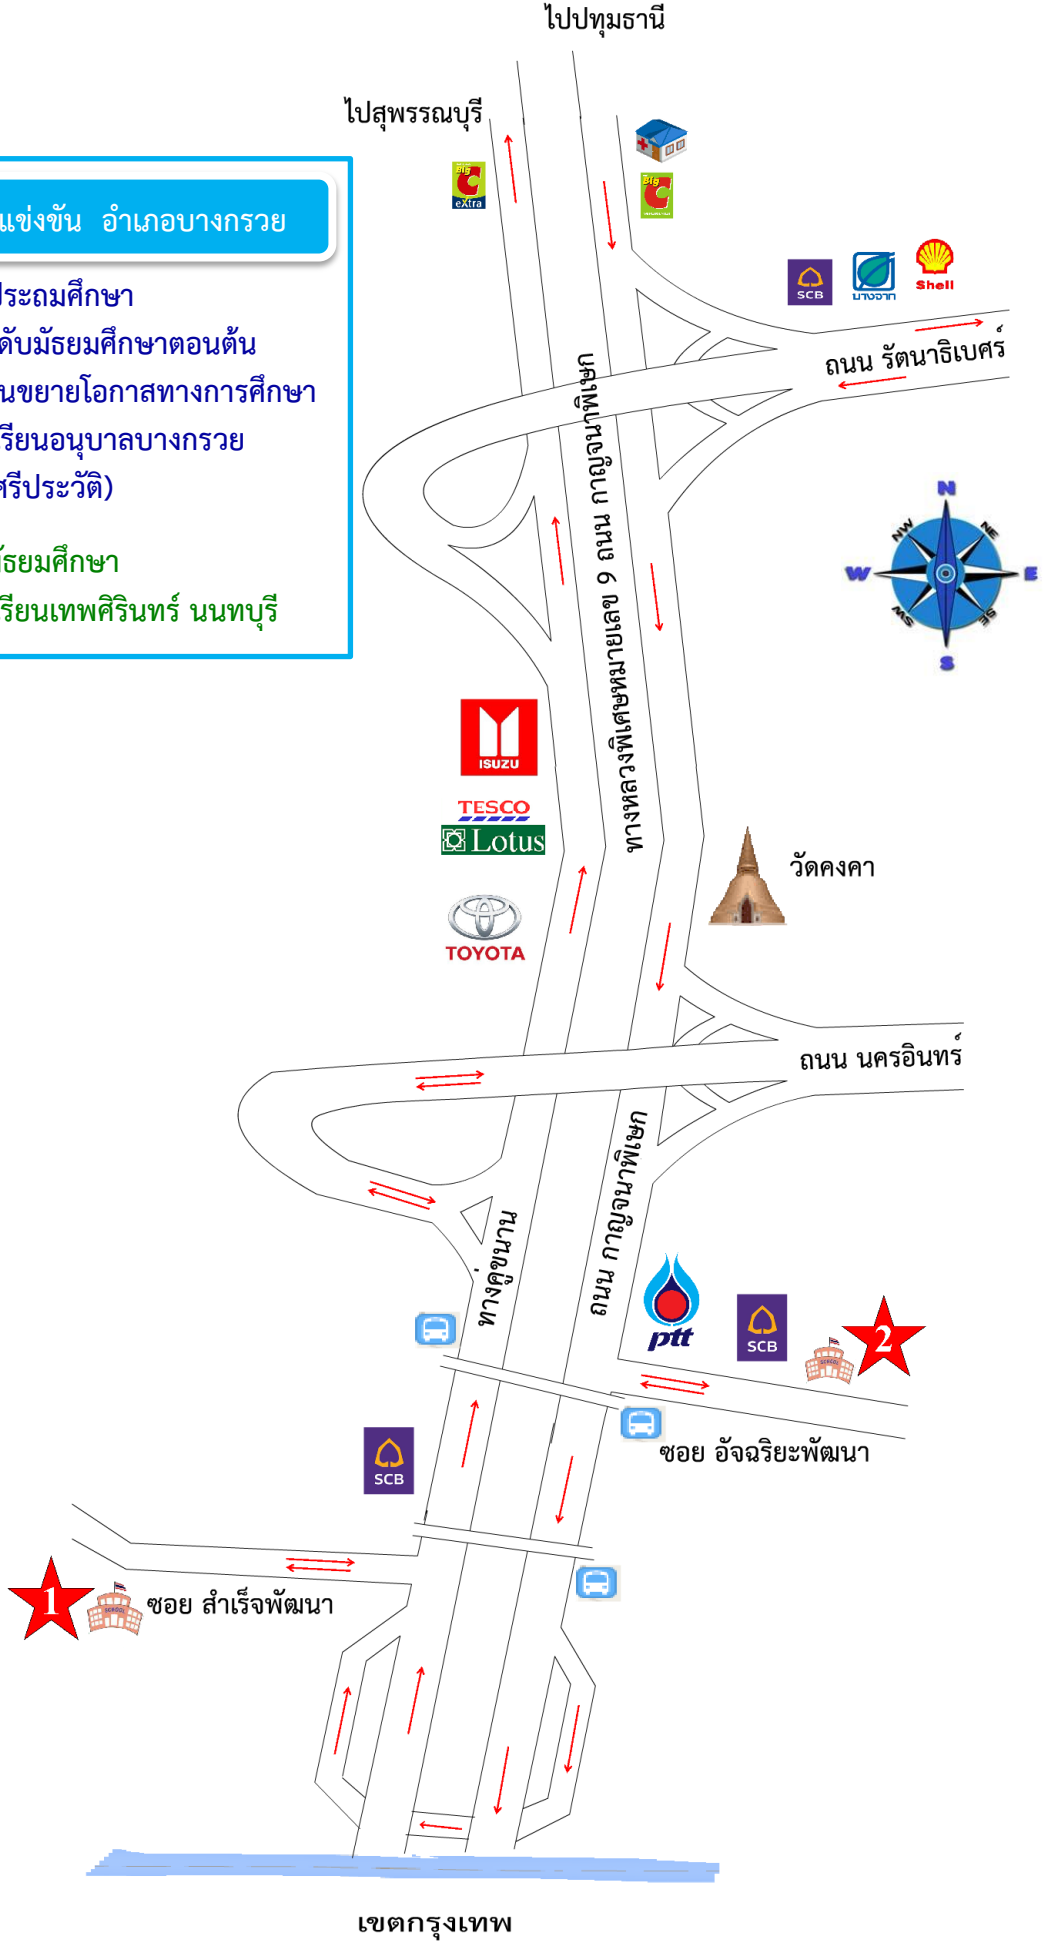 ไปปทุมธานี
ไปสุพรรณบุรี
Big C eXtra
Big C
แข่งขัน อำเภอบางกรวย
ประถมศึกษา
ดับมัธยมศึกษาตอนต้น
นขยายโอกาสทางการศึกษา
เรียนอนุบาลบางกรวย
ศรีประวัติ)
มัธยมศึกษา
เรียนเทพศิรินทร์ นนทบุรี
SCB
บางจาก
Shell
ถนน รัตนาธิเบศร์
ทางหลวงพิเศษหมายเลข 9 ถนน กาญจนาพิเษก
N
NW
NE
W
E
SW
SE
S
ISUZU
TESCO
Lotus
TOYOTA
วัดคงคา
ถนน นครอินทร์
ถนน กาญจนาพิเษก
ทางคู่ขนาน
ptt
SCB
SCHOOL
2
ซอย อัจฉริยะพัฒนา
SCB
1
SCHOOL
ซอย สำเร็จพัฒนา
เขตกรุงเทพ